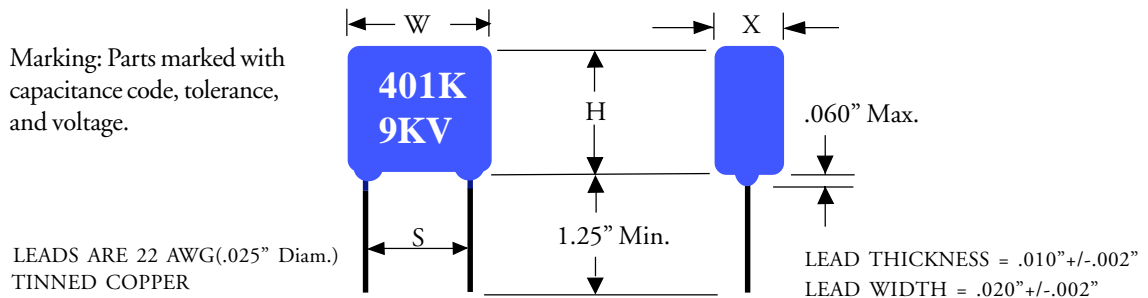 W
X
Marking: Parts marked with
capacitance code, tolerance,
and voltage.
401K
9KV
H
.060” Max.
S
1.25” Min.
LEADS ARE 22 AWG(.025” Diam.)
TINNED COPPER
LEAD THICKNESS = .010”+/-.002”
LEAD WIDTH = .020”+/-.002”